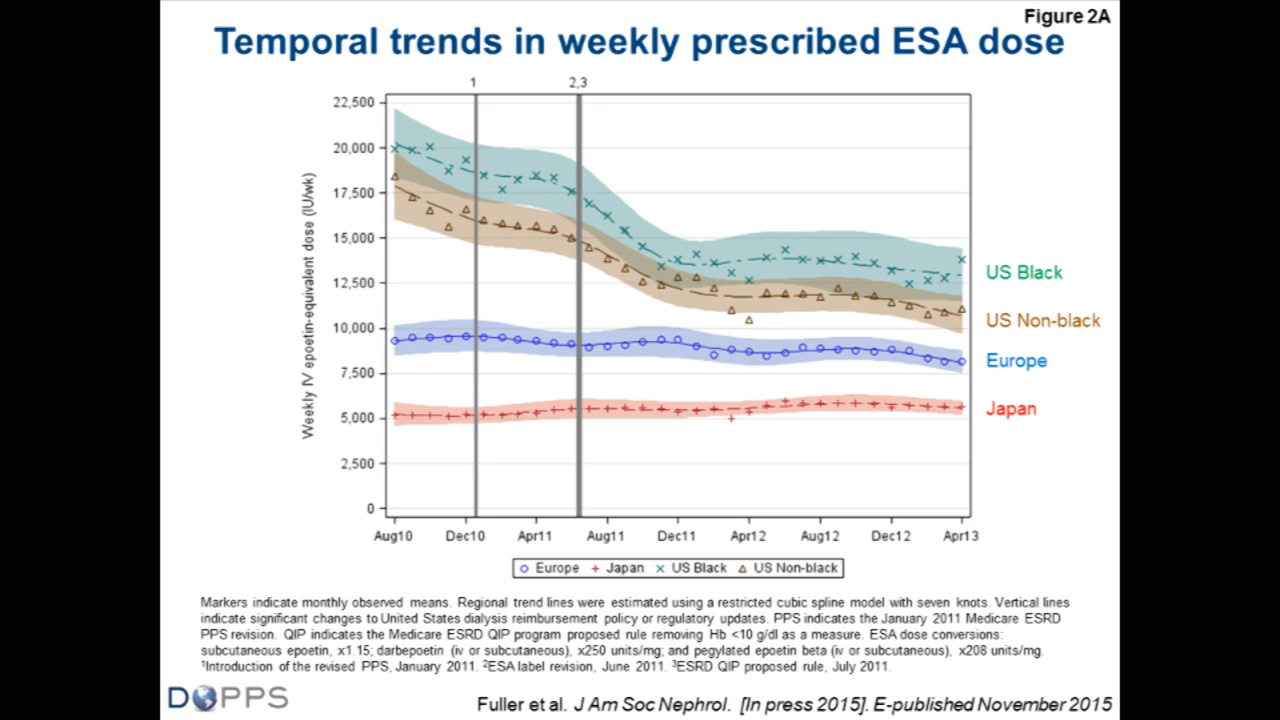 Figure 2A
Temporal trends in weekly prescribed ESA dose
1
2,3
Weekly IV epoetin-equivalent dose (IU/wk)
22,500
20,000
17,500
15,000
12,500
10,000
7,500
5,000
2,500
0
US Black
US Non-black
Europe
Japan
Aug10 Dec10 Apr11 Aug11 Dec11 Apr12 Aug12 Dec12 Apr13
Europe Japan US Black US Non-black
Markers indicate monthly observed means. Regional trend lines were estimated using a restricted cubic spline model with seven knots. Vertical lines
indicate significant changes to United States dialysis reimbursement policy or regulatory updates. PPS indicates the January 2011 Medicare ESRD
PPS revision. QIP indicates the Medicare ESRD QIP program proposed rule removing Hb <10 g/dl as a measure. ESA dose conversions:
subcutaneous epoetin, x1.15; darbepoetin (iv or subcutaneous), x250 units/mg; and pegylated epoetin beta (iv or subcutaneous), x208 units/mg.
¹Introduction of the revised PPS, January 2011. ²ESA label revision, June 2011. ³ESRD QIP proposed rule, July 2011.
DOPPS
Fuller et al. J Am Soc Nephrol. [In press 2015]. E-published November 2015